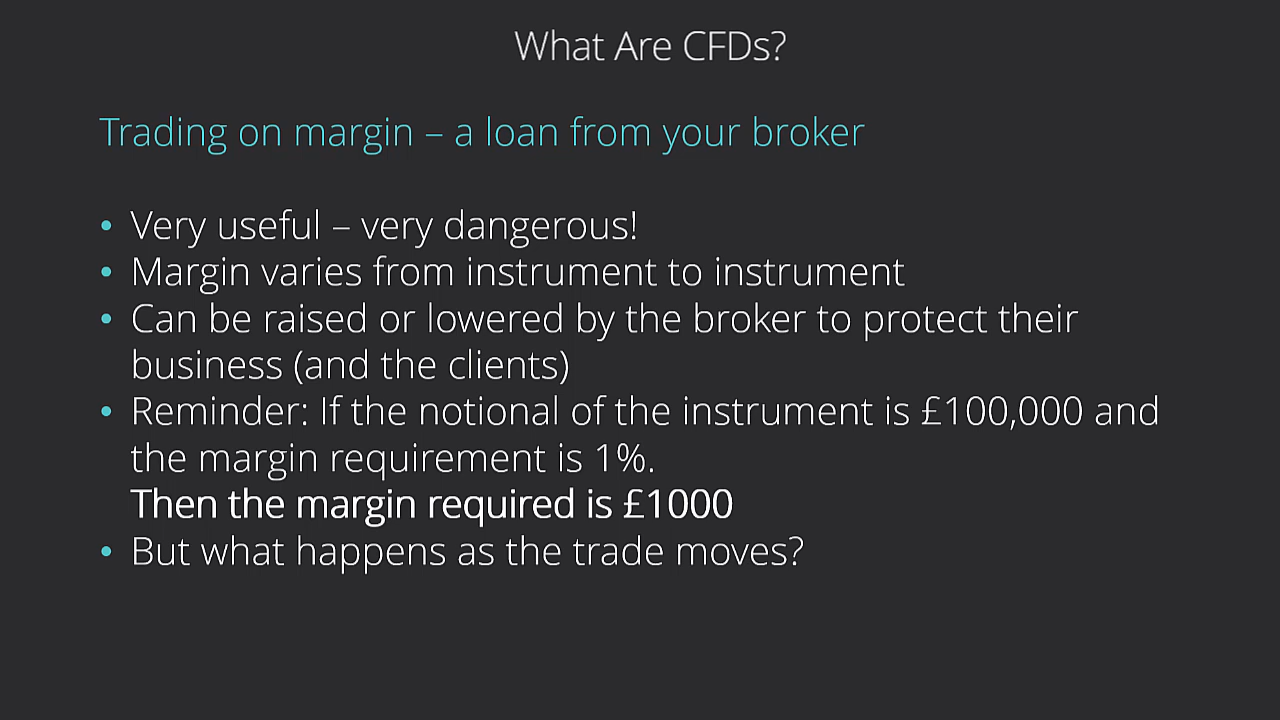 What Are CFDs?
Trading on margin – a loan from your broker
• Very useful – very dangerous!
• Margin varies from instrument to instrument
• Can be raised or lowered by the broker to protect their
business (and the clients)
• Reminder: If the notional of the instrument is £100,000 and
the margin requirement is 1%.
Then the margin required is £1000
• But what happens as the trade moves?